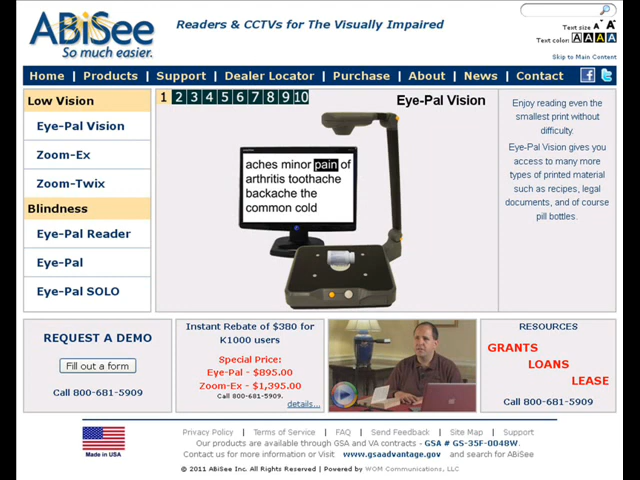 ABiSee
So much easier.
Readers & CCTVs for The Visually Impaired
Text size: A A
Text color: A A A A
Skip to Main Content
Home | Products | Support | Dealer Locator | Purchase | About | News | Contact
Low Vision
Eye-Pal Vision
Zoom-Ex
Zoom-Twix
Blindness
Eye-Pal Reader
Eye-Pal
Eye-Pal SOLO
1 2 3 4 5 6 7 8 9 10
Eye-Pal Vision
aches minor pain of
arthritis toothache
backache the
common cold
Enjoy reading even the
smallest print without
difficulty.
Eye-Pal Vision gives you
access to many more
types of printed material
such as recipes, legal
documents, and of course
pill bottles.
REQUEST A DEMO
Fill out a form
Call 800-681-5909
Instant Rebate of $380 for
K1000 users
Special Price:
Eye-Pal - $895.00
Zoom-Ex - $1,395.00
Call 800-681-5909.
details...
RESOURCES
GRANTS
LOANS
LEASE
Call 800-681-5909
Made in USA
Privacy Policy | Terms of Service | FAQ | Send Feedback | Site Map | Support
Our products are available through GSA and VA contracts - GSA # GS-35F-0048W.
Contact us for more information or Visit www.gsaadvantage.gov and search for ABiSee
© 2011 ABiSee Inc. All Rights Reserved | Powered by WOM Communications, LLC